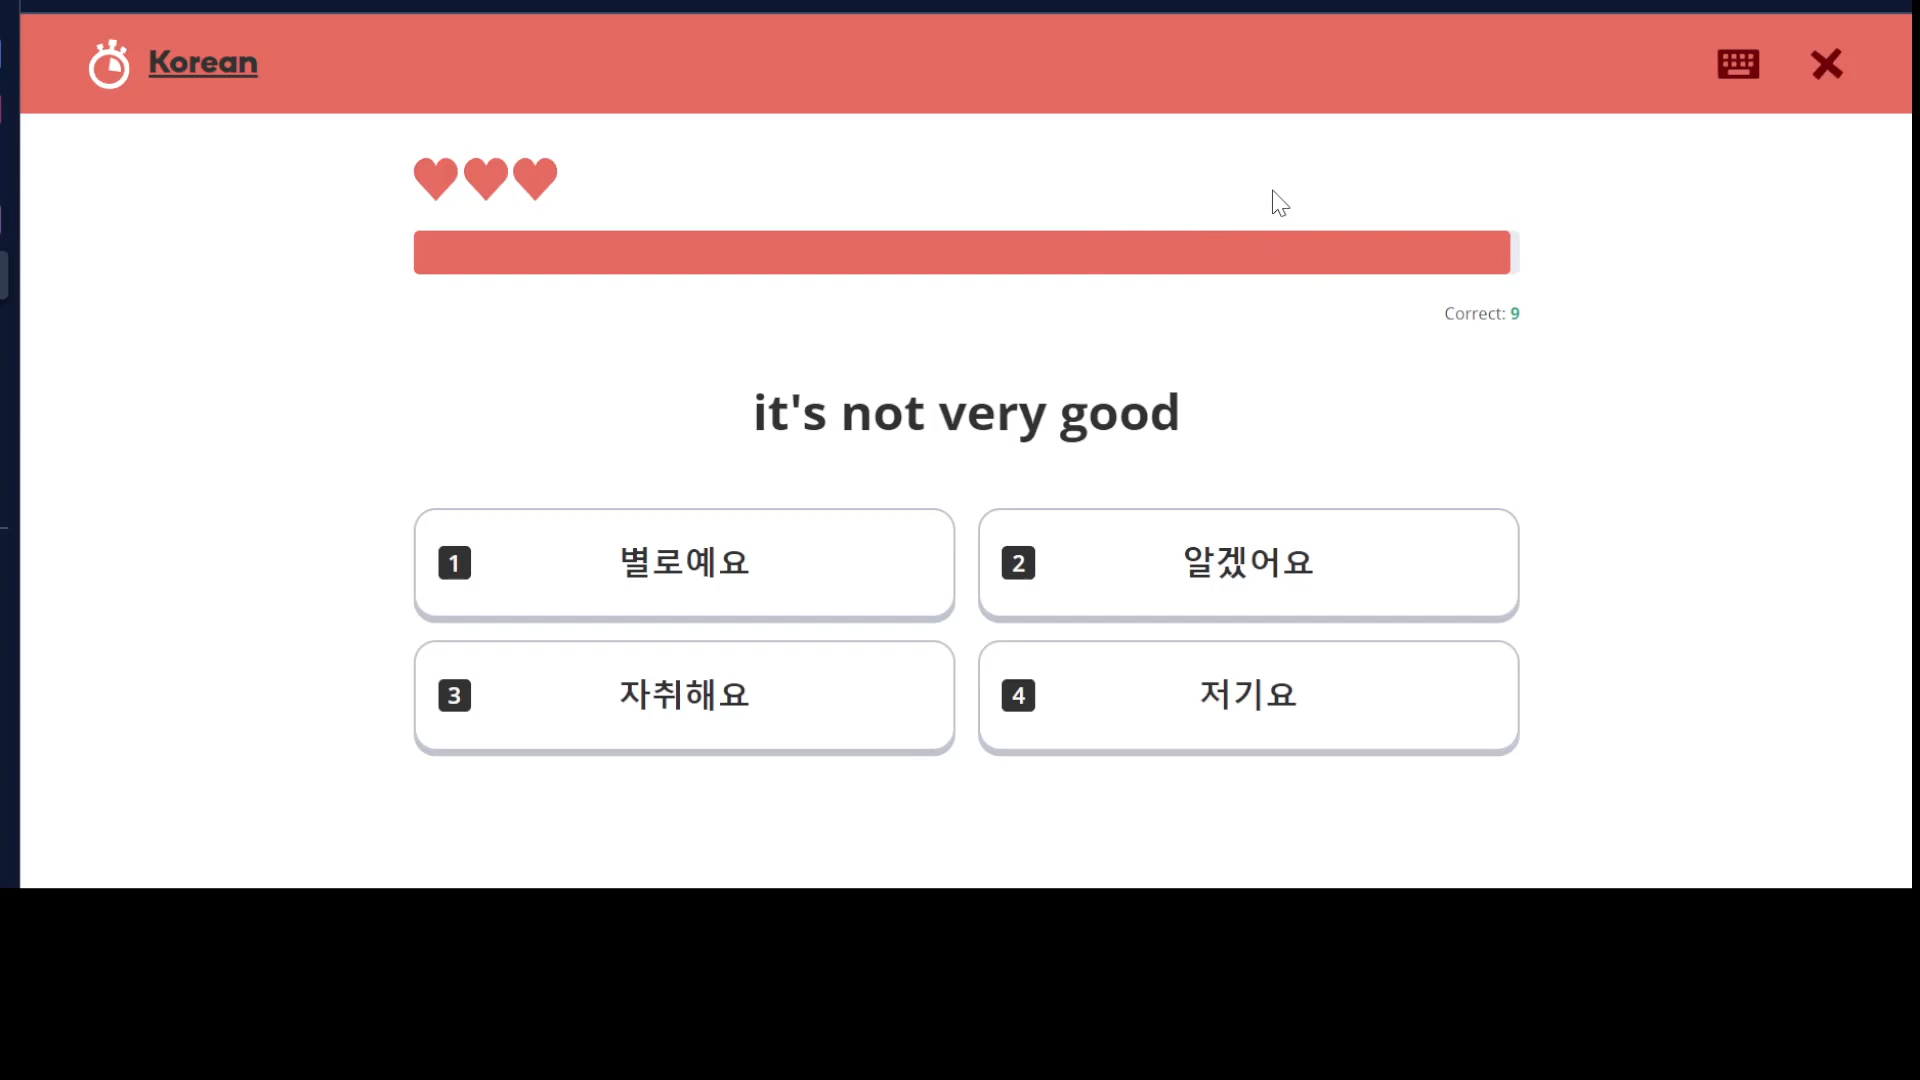 Korean
Correct: 9
it's not very good
1 별로예요
2 알겠어요
3 자취해요
4 저기요